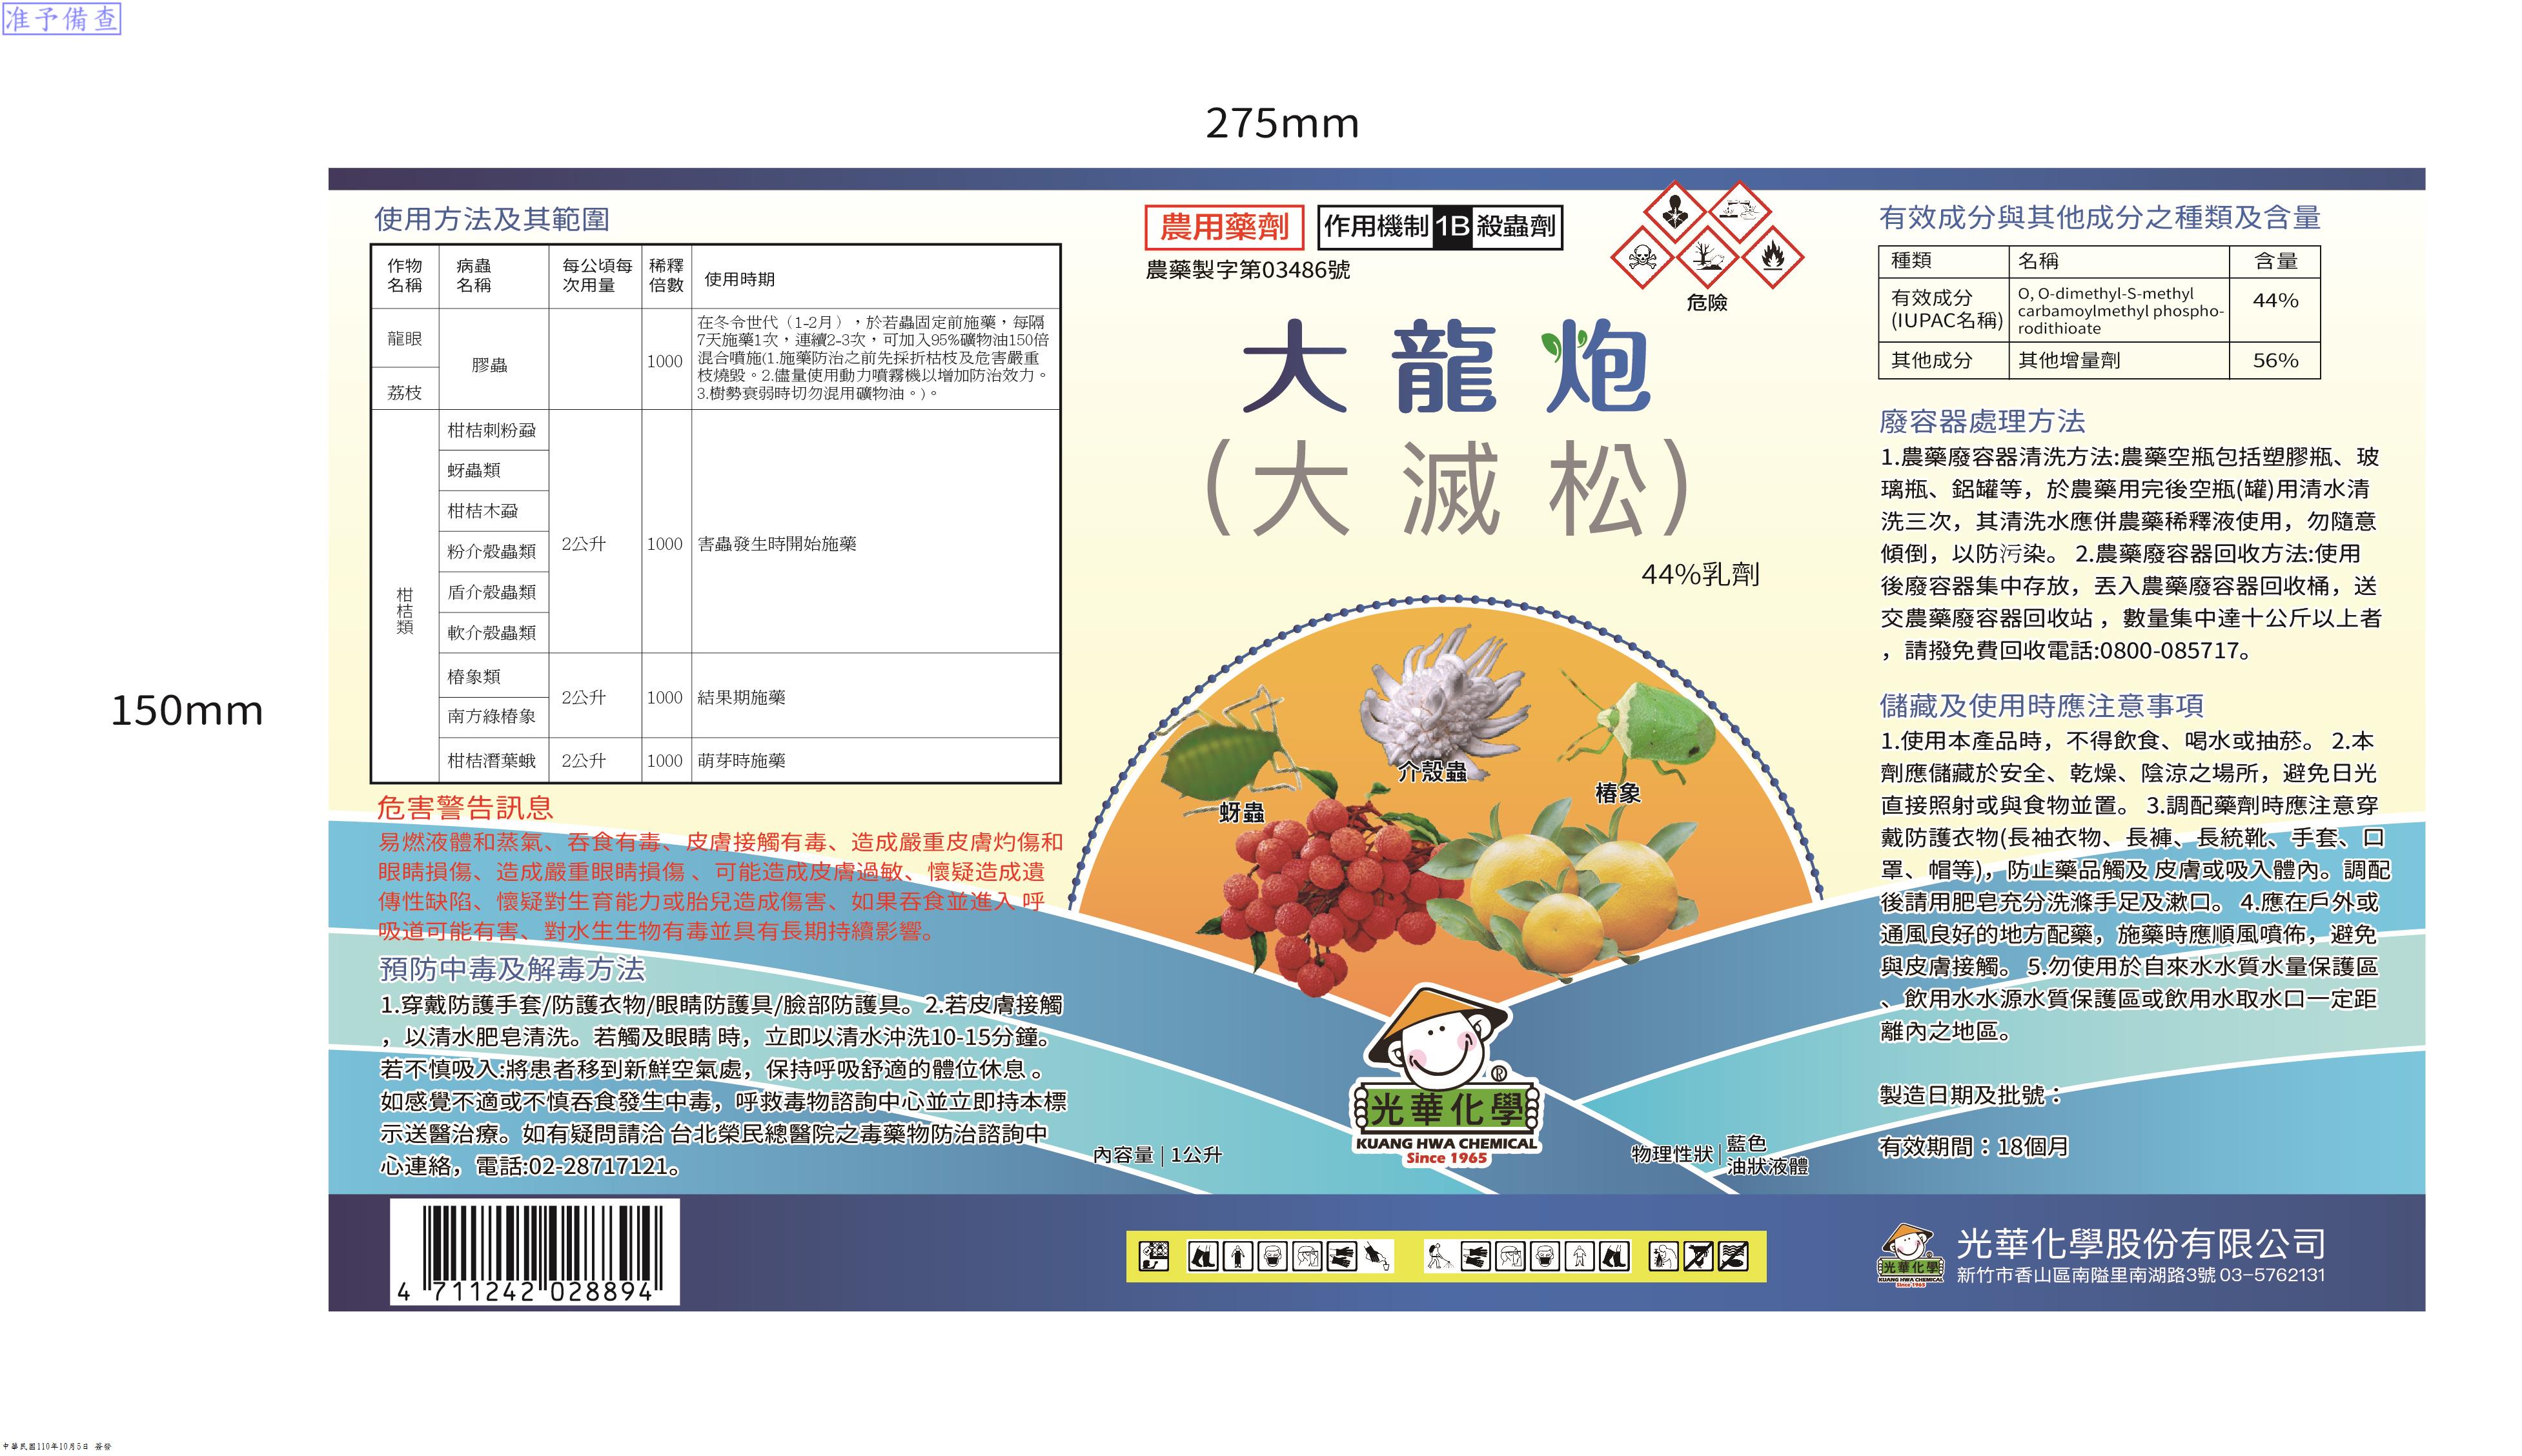 准予備查
275mm
150mm
使用方法及其範圍
作物名稱 病蟲名稱 每公頃每次用量 稀釋倍數 使用時期
龍眼
荔枝
膠蟲
1000
在冬令世代（1-2月），於若蟲固定前施藥，每隔
7天施藥1次，連續2-3次，可加入95%礦物油150倍
混合噴施(1.施藥防治之前先採折枯枝及危害嚴重
枝燒毀。2.儘量使用動力噴霧機以增加防治效力。
3.樹勢衰弱時切勿混用礦物油。)。
柑桔類
柑桔刺粉蝨
蚜蟲類
柑桔木蝨
粉介殼蟲類
盾介殼蟲類
軟介殼蟲類
2公升 1000 害蟲發生時開始施藥
椿象類
南方綠椿象
2公升 1000 結果期施藥
柑桔潛葉蛾 2公升 1000 萌芽時施藥
危害警告訊息
易燃液體和蒸氣、吞食有毒、皮膚接觸有毒、造成嚴重皮膚灼傷和
眼睛損傷、造成嚴重眼睛損傷、可能造成皮膚過敏、懷疑造成遺
傳性缺陷、懷疑對生育能力或胎兒造成傷害、如果吞食並進入 呼
吸道可能有害、對水生生物有毒並具有長期持續影響。
預防中毒及解毒方法
1.穿戴防護手套/防護衣物/眼睛防護具/臉部防護具。2.若皮膚接觸
，以清水肥皂清洗。若觸及眼睛 時，立即以清水沖洗10-15分鐘。
若不慎吸入:將患者移到新鮮空氣處，保持呼吸舒適的體位休息 。
如感覺不適或不慎吞食發生中毒，呼救毒物諮詢中心並立即持本標
示送醫治療。如有疑問請洽 台北榮民總醫院之毒藥物防治諮詢中
心連絡，電話:02-28717121。
4 711242 028894
農用藥劑 作用機制 1B 殺蟲劑
農藥製字第03486號
危險
大龍炮
(大滅松)
44%乳劑
蚜蟲
介殼蟲
椿象
®
光華化學
KUANG HWA CHEMICAL
Since 1965
內容量 | 1公升
物理性狀 | 藍色
油狀液體
有效成分與其他成分之種類及含量
種類 名稱 含量
有效成分
(IUPAC名稱)
O, O-dimethyl-S-methyl
carbamoylmethyl phospho-
rodithioate
44%
其他成分 其他增量劑 56%
廢容器處理方法
1.農藥廢容器清洗方法:農藥空瓶包括塑膠瓶、玻
璃瓶、鋁罐等，於農藥用完後空瓶(罐)用清水清
洗三次，其清洗水應併農藥稀釋液使用，勿隨意
傾倒，以防污染。 2.農藥廢容器回收方法:使用
後廢容器集中存放，丟入農藥廢容器回收桶，送
交農藥廢容器回收站 ，數量集中達十公斤以上者
，請撥免費回收電話:0800-085717。
儲藏及使用時應注意事項
1.使用本產品時，不得飲食、喝水或抽菸。 2.本
劑應儲藏於安全、乾燥、陰涼之場所，避免日光
直接照射或與食物並置。 3.調配藥劑時應注意穿
戴防護衣物(長袖衣物、長褲、長統靴、手套、口
罩、帽等)，防止藥品觸及 皮膚或吸入體內。調配
後請用肥皂充分洗滌手足及漱口。 4.應在戶外或
通風良好的地方配藥，施藥時應順風噴佈，避免
與皮膚接觸。 5.勿使用於自來水水質水量保護區
、飲用水水源水質保護區或飲用水取水口一定距
離內之地區。
製造日期及批號：
有效期間：18個月
光華化學
KUANG HWA CHEMICAL
Since 1965
光華化學股份有限公司
新竹市香山區南隘里南湖路3號 03-5762131
中華民國110年10月5日 簽發